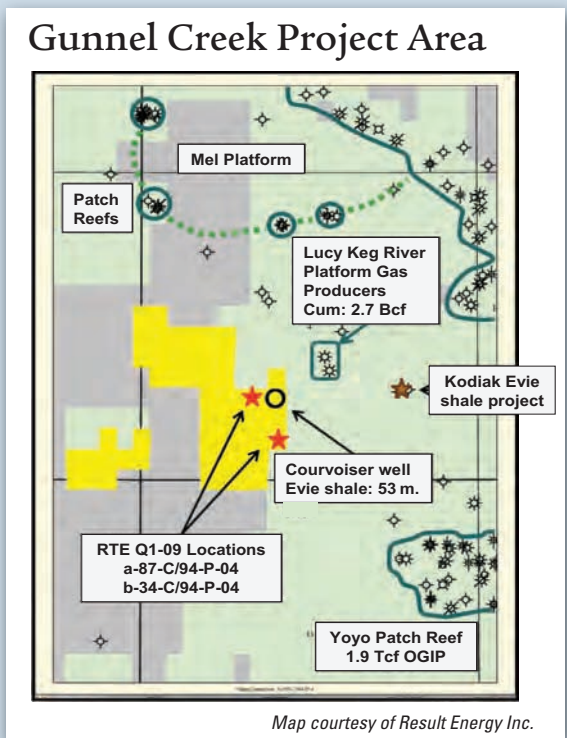 Gunnel Creek Project Area
Mel Platform
Patch
Reefs
Lucy Keg River
Platform Gas
Producers
Cum: 2.7 Bcf
Kodiak Evie
shale project
Courvoiser well
Evie shale: 53 m.
RTE Q1-09 Locations
a-87-C/94-P-04
b-34-C/94-P-04
Yoyo Patch Reef
1.9 Tcf OGIP
Map courtesy of Result Energy Inc.